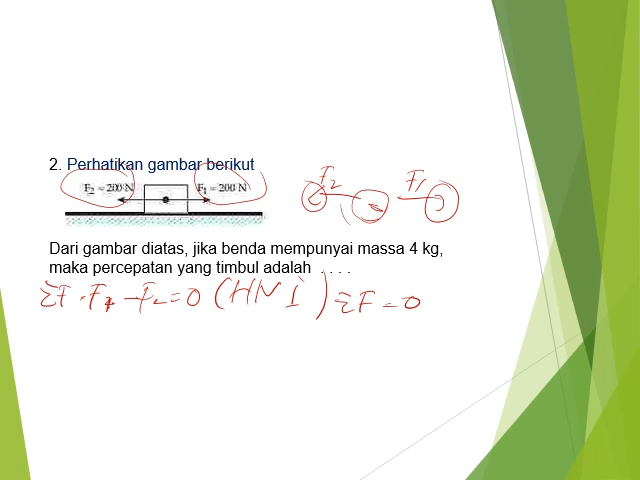 2. Perhatikan gambar berikut
F₂ = 200 N F₁ = 200 N
F₂ F₁
Dari gambar diatas, jika benda mempunyai massa 4 kg,
maka percepatan yang timbul adalah . . . .
ΣF = F₁ - F₂ = 0 (HN I) ΣF = 0